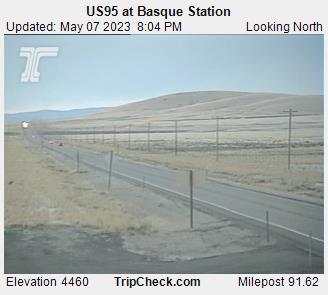 US95 at Basque Station
Updated: May 07 2023 8:04 PM Looking North
Elevation 4460 TripCheck.com Milepost 91.62